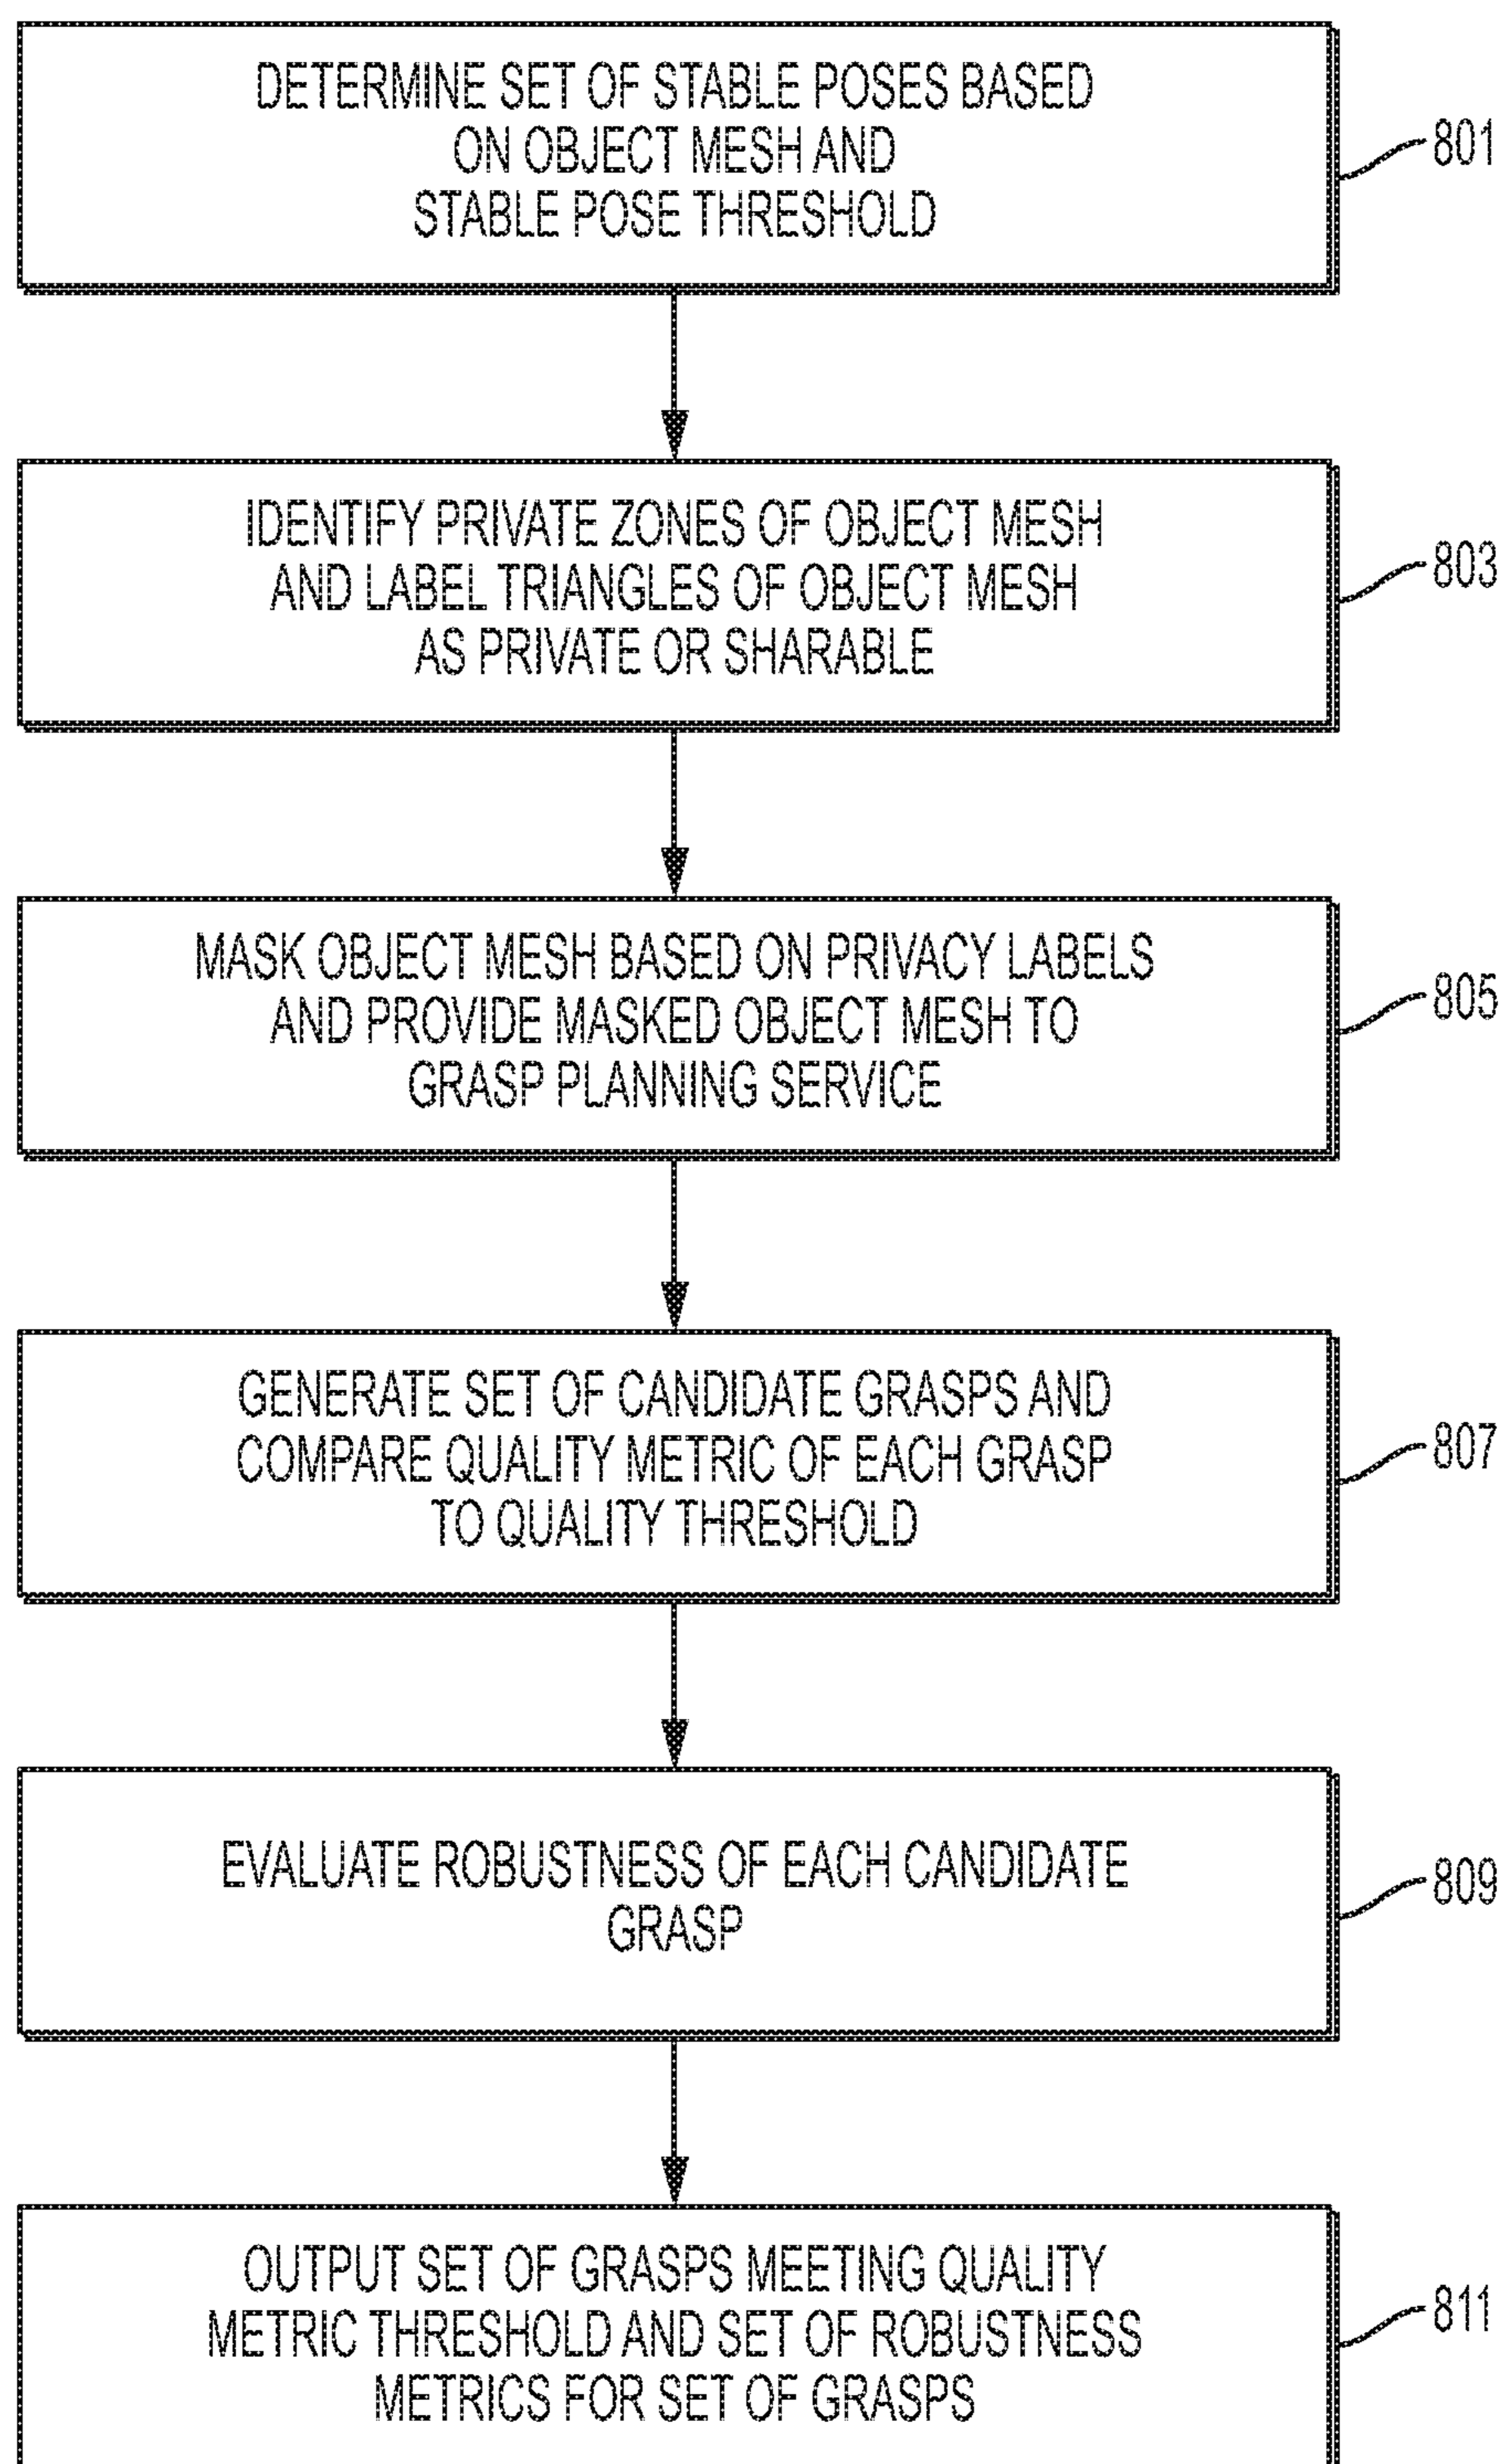 DETERMINE SET OF STABLE POSES BASED
ON OBJECT MESH AND
STABLE POSE THRESHOLD
801
IDENTIFY PRIVATE ZONES OF OBJECT MESH
AND LABEL TRIANGLES OF OBJECT MESH
AS PRIVATE OR SHARABLE
803
MASK OBJECT MESH BASED ON PRIVACY LABELS
AND PROVIDE MASKED OBJECT MESH TO
GRASP PLANNING SERVICE
805
GENERATE SET OF CANDIDATE GRASPS AND
COMPARE QUALITY METRIC OF EACH GRASP
TO QUALITY THRESHOLD
807
EVALUATE ROBUSTNESS OF EACH CANDIDATE
GRASP
809
OUTPUT SET OF GRASPS MEETING QUALITY
METRIC THRESHOLD AND SET OF ROBUSTNESS
METRICS FOR SET OF GRASPS
811